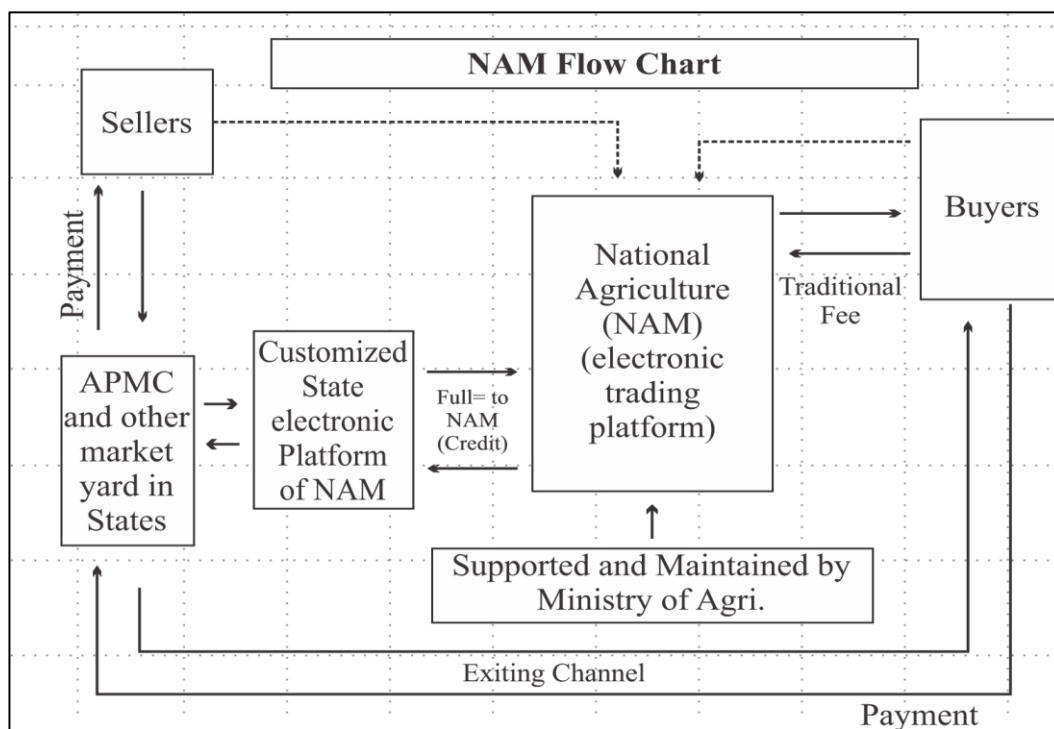 NAM Flow Chart
Sellers
Buyers
Payment
National
Agriculture
(NAM)
(electronic
trading
platform)
Traditional
Fee
APMC
and other
market
yard in
States
Customized
State
electronic
Platform
of NAM
Full= to
NAM
(Credit)
Supported and Maintained by
Ministry of Agri.
Exiting Channel
Payment